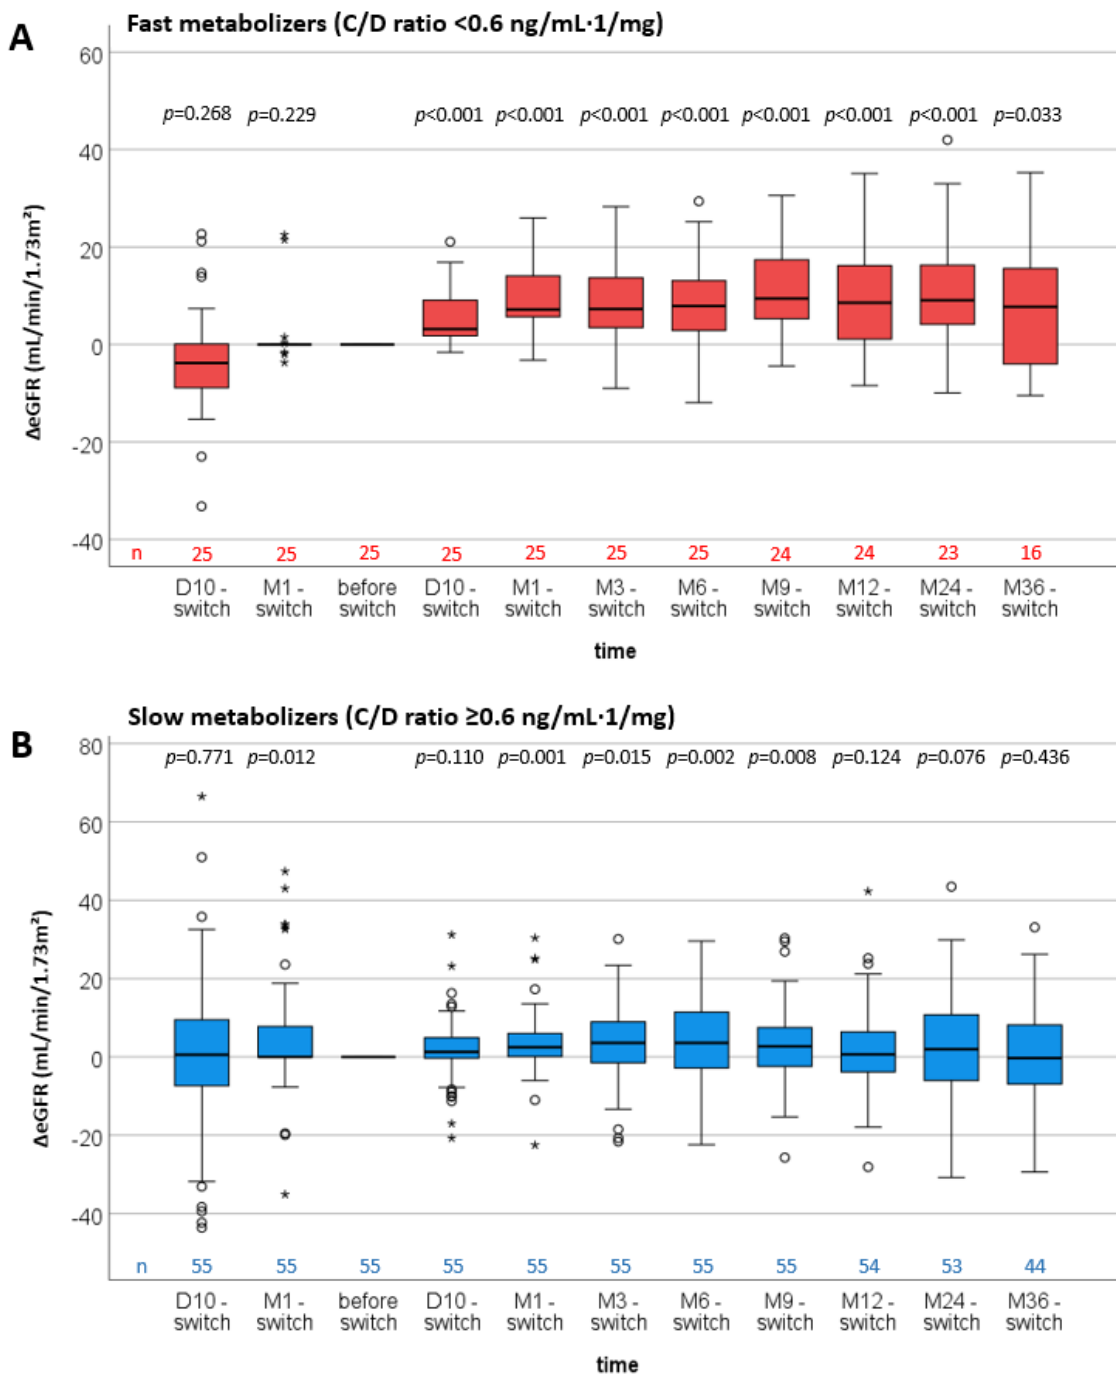 A
Fast metabolizers (C/D ratio <0.6 ng/mL·1/mg)
60
40
20
0
-20
-40
ΔeGFR (mL/min/1.73m²)
p=0.268 p=0.229 p<0.001 p<0.001 p<0.001 p<0.001 p<0.001 p<0.001 p<0.001 p=0.033
n 25 25 25 25 25 25 25 24 24 23 16
D10 - M1 - before D10 - M1 - M3 - M6 - M9 - M12 - M24 - M36 -
switch switch switch switch switch switch switch switch switch switch switch
time
B
Slow metabolizers (C/D ratio ≥0.6 ng/mL·1/mg)
80
60
40
20
0
-20
-40
ΔeGFR (mL/min/1.73m²)
p=0.771 p=0.012 p=0.110 p=0.001 p=0.015 p=0.002 p=0.008 p=0.124 p=0.076 p=0.436
n 55 55 55 55 55 55 55 55 54 53 44
D10 - M1 - before D10 - M1 - M3 - M6 - M9 - M12 - M24 - M36 -
switch switch switch switch switch switch switch switch switch switch switch
time